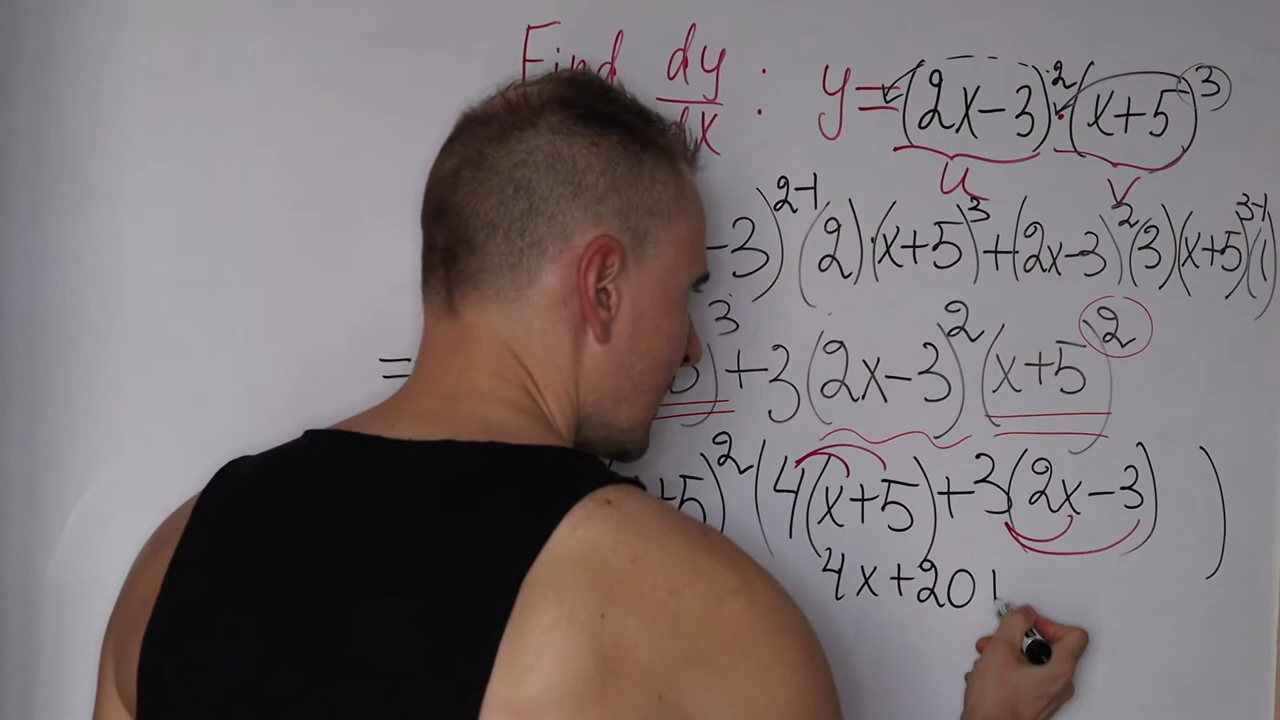 Find dy/dx : y=(2x-3)²·(x+5)³
u v
-3)²⁻¹(2)·(x+5)³+(2x-3)²(3)(x+5)³⁻¹(1)
= )³+3(2x-3)²(x+5)²
+5)²(4(x+5)+3(2x-3) )
4x+20